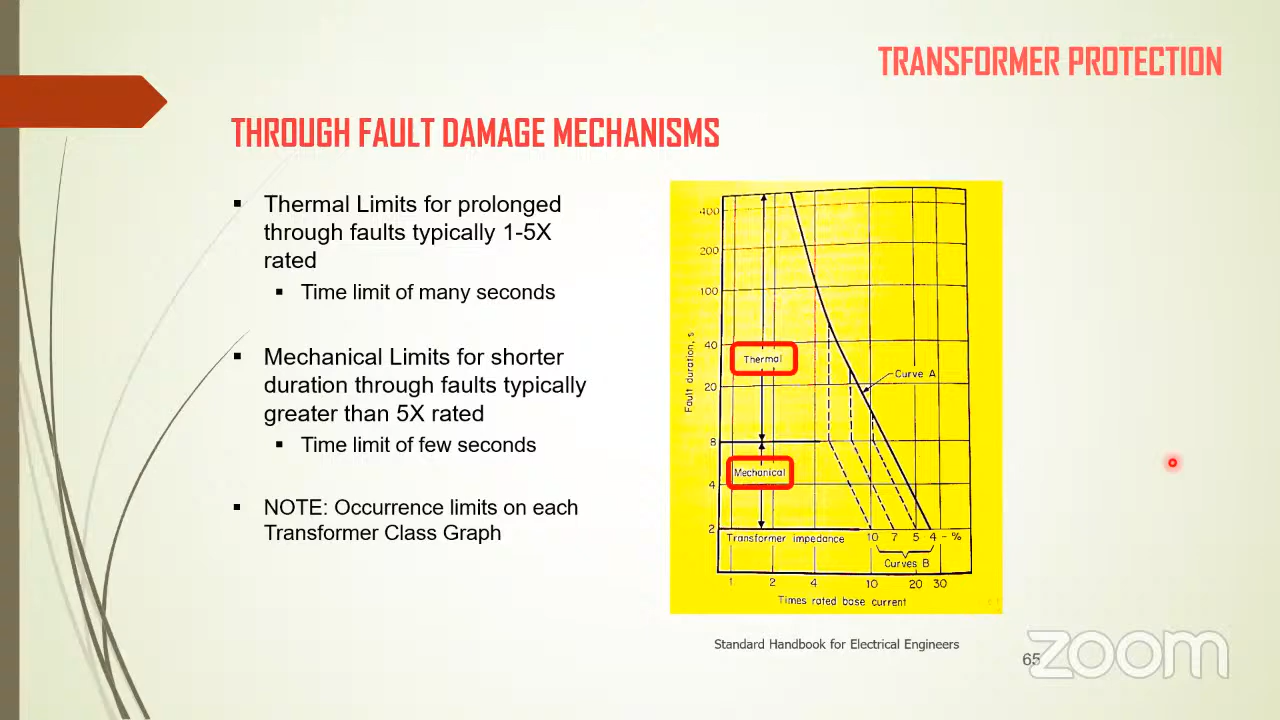 TRANSFORMER PROTECTION
THROUGH FAULT DAMAGE MECHANISMS
Thermal Limits for prolonged
through faults typically 1-5X
rated
Time limit of many seconds
Mechanical Limits for shorter
duration through faults typically
greater than 5X rated
Time limit of few seconds
NOTE: Occurrence limits on each
Transformer Class Graph
400
200
100
40
20
8
4
2
Fault duration, s
Thermal
Curve A
Mechanical
Transformer impedance 10 7 5 4 - %
Curves B
1 2 4 10 20 30
Times rated base current
Standard Handbook for Electrical Engineers
65
zoom